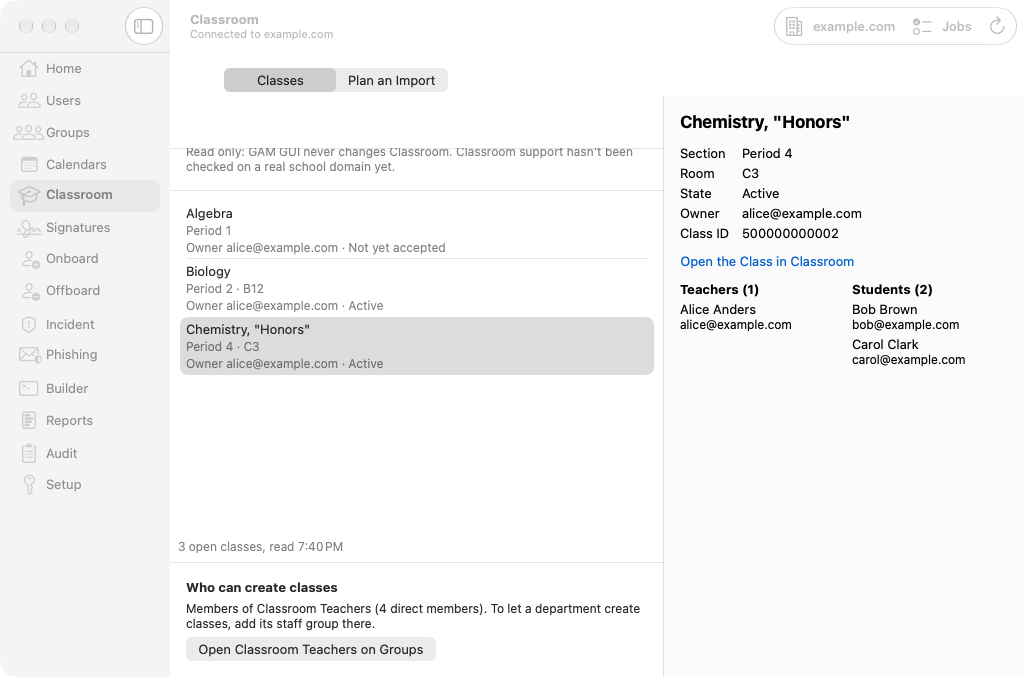 Classroom
Connected to example.com
example.com
Jobs
Home
Users
Groups
Calendars
Classroom
Signatures
Onboard
Offboard
Incident
Phishing
Builder
Reports
Audit
Setup
Classes
Plan an Import
Read only: GAM GUI never changes Classroom. Classroom support hasn't been
checked on a real school domain yet.
Algebra
Period 1
Owner alice@example.com · Not yet accepted
Biology
Period 2 · B12
Owner alice@example.com · Active
Chemistry, "Honors"
Period 4 · C3
Owner alice@example.com · Active
3 open classes, read 7:40 PM
Who can create classes
Members of Classroom Teachers (4 direct members). To let a department create
classes, add its staff group there.
Open Classroom Teachers on Groups
Chemistry, "Honors"
Section Period 4
Room C3
State Active
Owner alice@example.com
Class ID 500000000002
Open the Class in Classroom
Teachers (1)
Alice Anders
alice@example.com
Students (2)
Bob Brown
bob@example.com
Carol Clark
carol@example.com